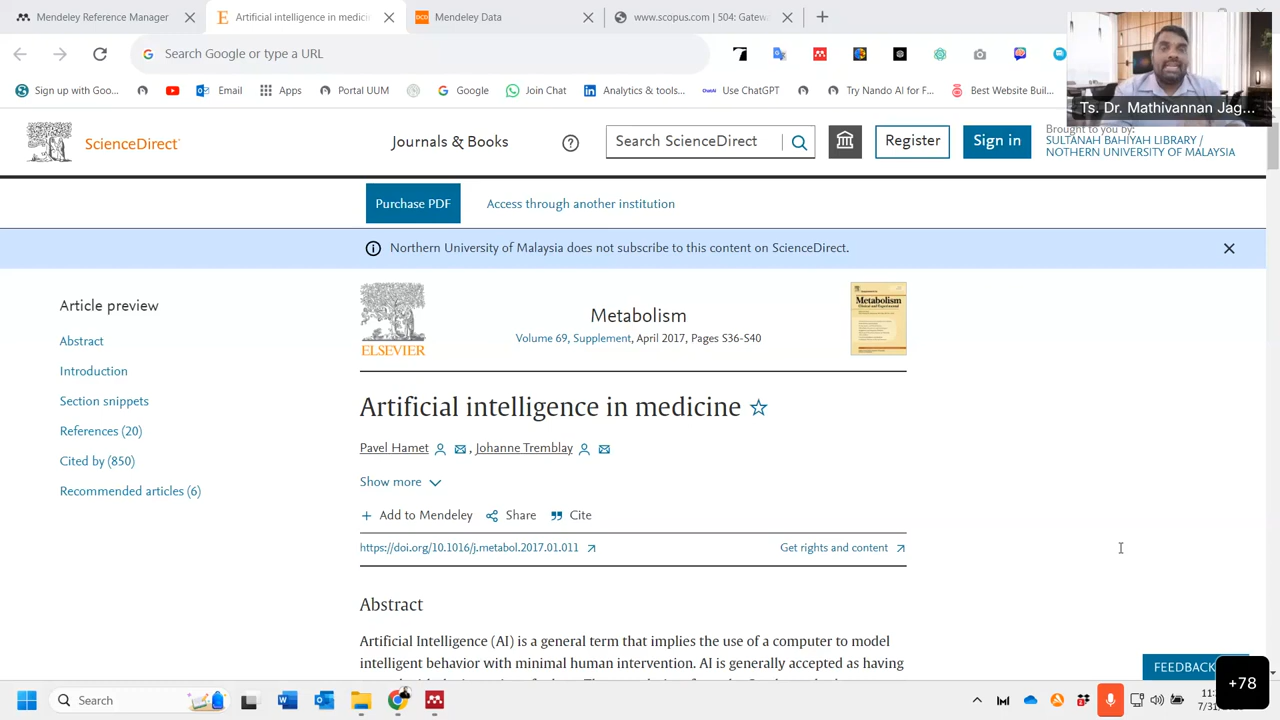 Mendeley Reference Manager
Artificial intelligence in medicin
Mendeley Data
www.scopus.com | 504: Gatew
Search Google or type a URL
Sign up with Goo...
Email
Apps
Portal UUM
Google
Join Chat
Analytics & tools...
Use ChatGPT
Try Nando AI for F...
Best Website Buil...
Ts. Dr. Mathivannan Jag...
ScienceDirect
Journals & Books
Search ScienceDirect
Register
Sign in
Brought to you by:
SULTANAH BAHIYAH LIBRARY /
NOTHERN UNIVERSITY OF MALAYSIA
Purchase PDF
Access through another institution
Northern University of Malaysia does not subscribe to this content on ScienceDirect.
Article preview
Abstract
Introduction
Section snippets
References (20)
Cited by (850)
Recommended articles (6)
ELSEVIER
Metabolism
Volume 69, Supplement, April 2017, Pages S36-S40
Metabolism
Artificial intelligence in medicine
Pavel Hamet , Johanne Tremblay
Show more
Add to Mendeley Share Cite
https://doi.org/10.1016/j.metabol.2017.01.011
Get rights and content
Abstract
Artificial Intelligence (AI) is a general term that implies the use of a computer to model
intelligent behavior with minimal human intervention. AI is generally accepted as having
FEEDBACK
+78
Search
11:
7/31